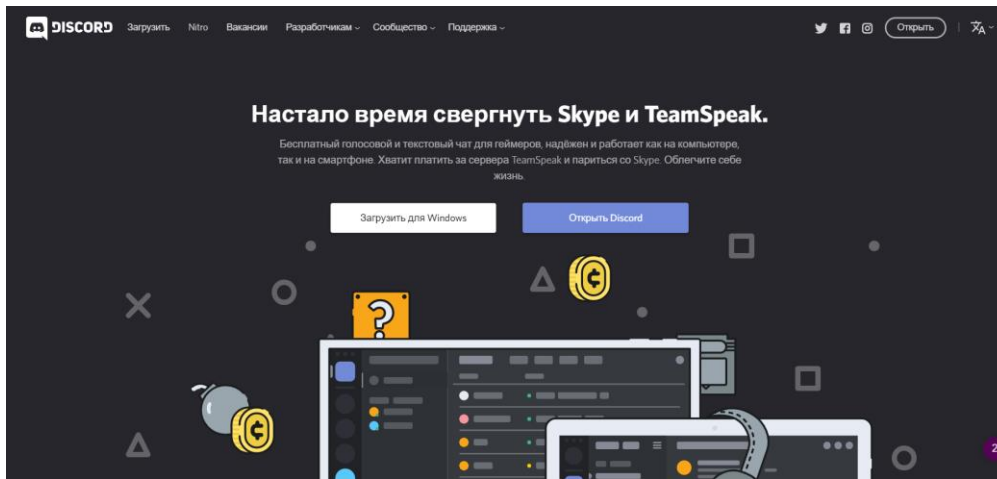 DISCORD Загрузить Nitro Вакансии Разработчикам Сообщество Поддержка Открыть
Настало время свергнуть Skype и TeamSpeak.
Бесплатный голосовой и текстовый чат для геймеров, надёжен и работает как на компьютере,
так и на смартфоне. Хватит платить за сервера TeamSpeak и париться со Skype. Облегчите себе
жизнь.
Загрузить для Windows Открыть Discord
?
2